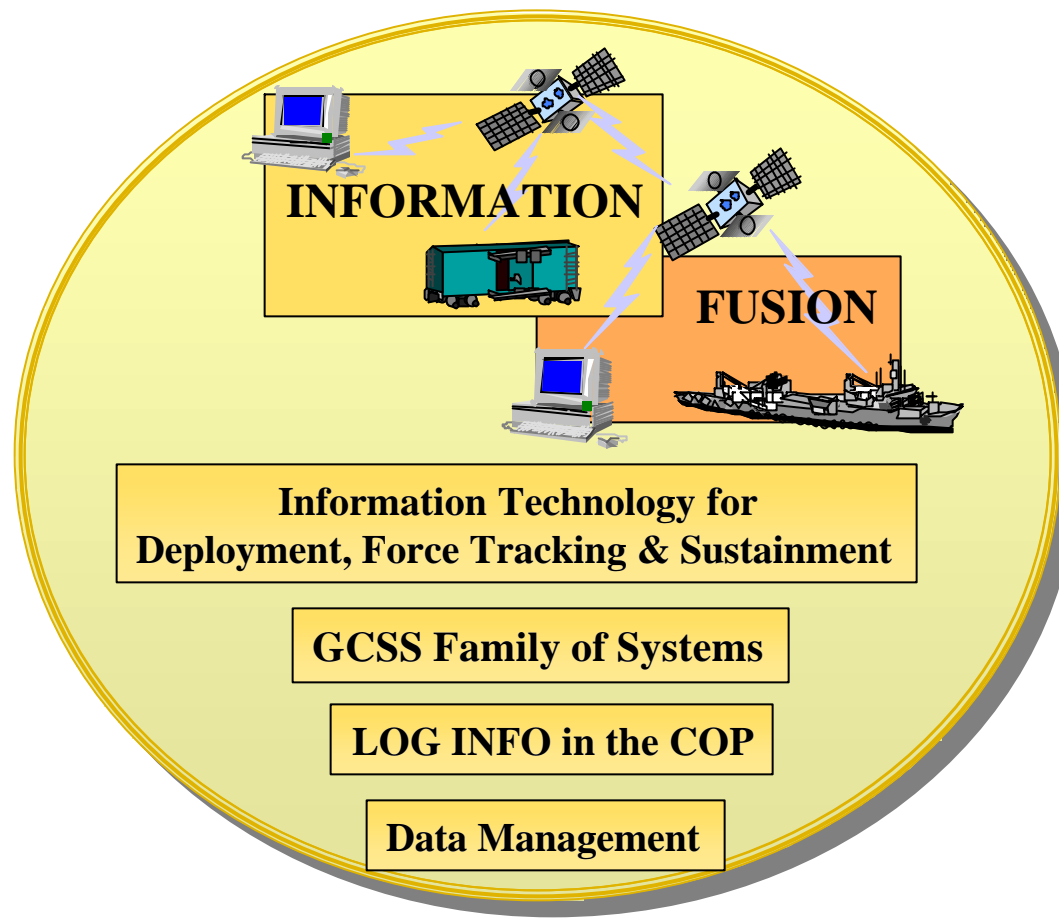 INFORMATION
FUSION
Information Technology for
Deployment, Force Tracking & Sustainment
GCSS Family of Systems
LOG INFO in the COP
Data Management